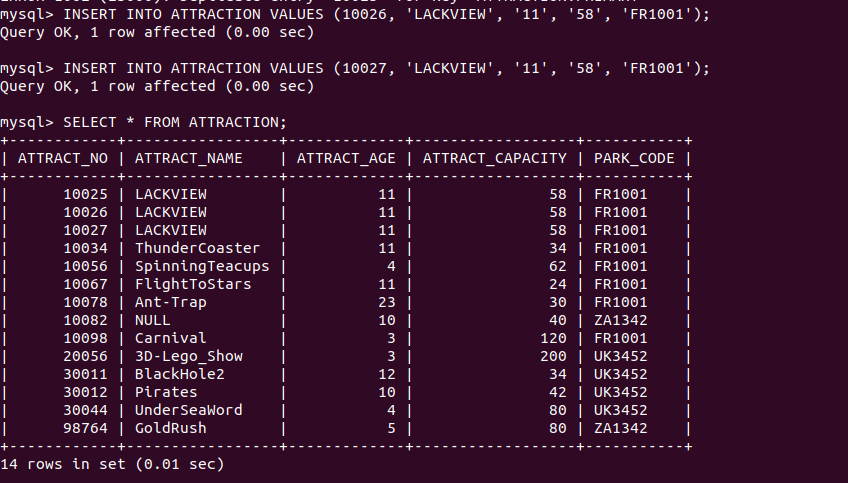 mysql> INSERT INTO ATTRACTION VALUES (10026, 'LACKVIEW', '11', '58', 'FR1001');
Query OK, 1 row affected (0.00 sec)
mysql> INSERT INTO ATTRACTION VALUES (10027, 'LACKVIEW', '11', '58', 'FR1001');
Query OK, 1 row affected (0.00 sec)
mysql> SELECT * FROM ATTRACTION;
+------------+-----------------+-------------+------------------+-----------+
| ATTRACT_NO | ATTRACT_NAME    | ATTRACT_AGE | ATTRACT_CAPACITY | PARK_CODE |
+------------+-----------------+-------------+------------------+-----------+
|      10025 | LACKVIEW        |          11 |               58 | FR1001    |
|      10026 | LACKVIEW        |          11 |               58 | FR1001    |
|      10027 | LACKVIEW        |          11 |               58 | FR1001    |
|      10034 | ThunderCoaster  |          11 |               34 | FR1001    |
|      10056 | SpinningTeacups |           4 |               62 | FR1001    |
|      10067 | FlightToStars   |          11 |               24 | FR1001    |
|      10078 | Ant-Trap        |          23 |               30 | FR1001    |
|      10082 | NULL            |          10 |               40 | ZA1342    |
|      10098 | Carnival        |           3 |              120 | FR1001    |
|      20056 | 3D-Lego_Show    |           3 |              200 | UK3452    |
|      30011 | BlackHole2      |          12 |               34 | UK3452    |
|      30012 | Pirates         |          10 |               42 | UK3452    |
|      30044 | UnderSeaWord    |           4 |               80 | UK3452    |
|      98764 | GoldRush        |           5 |               80 | ZA1342    |
+------------+-----------------+-------------+------------------+-----------+
14 rows in set (0.01 sec)